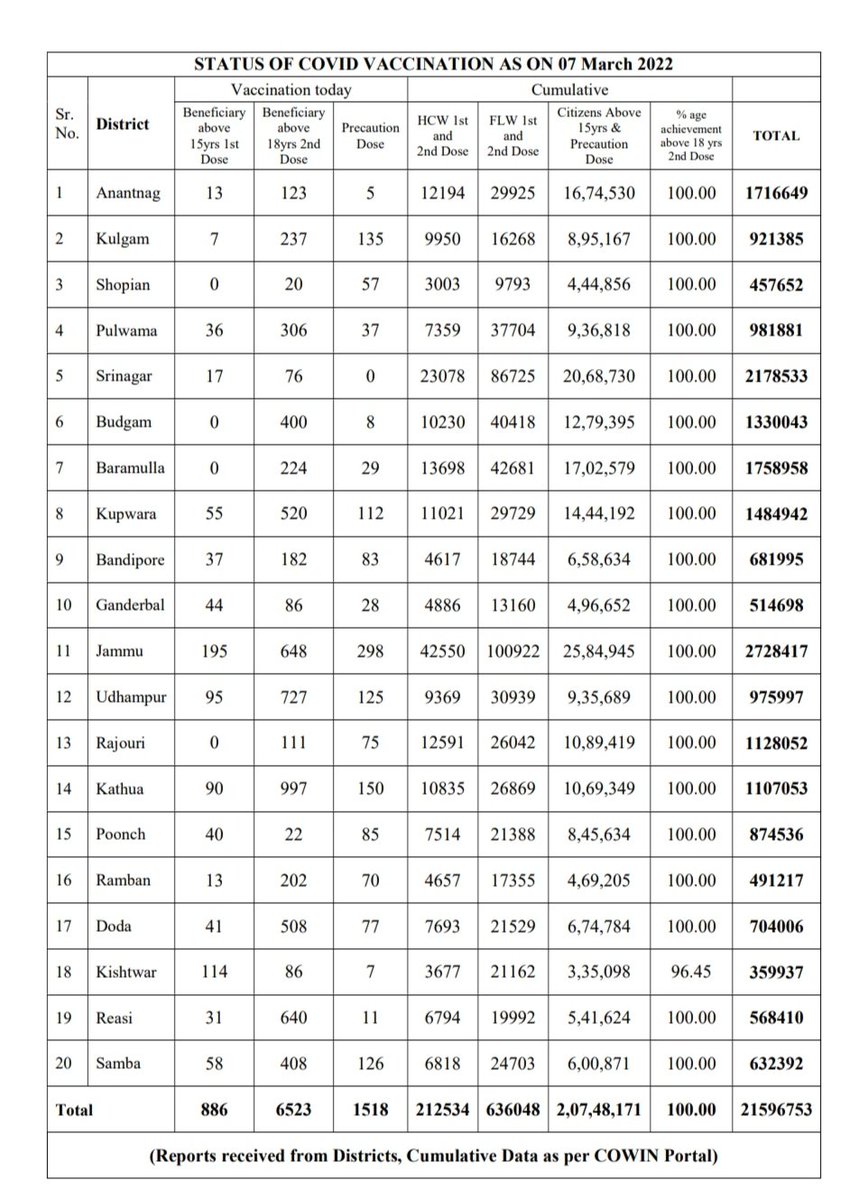 STATUS OF COVID VACCINATION AS ON 07 March 2022
Sr. No. District Vaccination today Cumulative
Beneficiary above 15yrs 1st Dose Beneficiary above 18yrs 2nd Dose Precaution Dose HCW 1st and 2nd Dose FLW 1st and 2nd Dose Citizens Above 15yrs & Precaution Dose % age achievement above 18 yrs 2nd Dose TOTAL
1 Anantnag 13 123 5 12194 29925 16,74,530 100.00 1716649
2 Kulgam 7 237 135 9950 16268 8,95,167 100.00 921385
3 Shopian 0 20 57 3003 9793 4,44,856 100.00 457652
4 Pulwama 36 306 37 7359 37704 9,36,818 100.00 981881
5 Srinagar 17 76 0 23078 86725 20,68,730 100.00 2178533
6 Budgam 0 400 8 10230 40418 12,79,395 100.00 1330043
7 Baramulla 0 224 29 13698 42681 17,02,579 100.00 1758958
8 Kupwara 55 520 112 11021 29729 14,44,192 100.00 1484942
9 Bandipore 37 182 83 4617 18744 6,58,634 100.00 681995
10 Ganderbal 44 86 28 4886 13160 4,96,652 100.00 514698
11 Jammu 195 648 298 42550 100922 25,84,945 100.00 2728417
12 Udhampur 95 727 125 9369 30939 9,35,689 100.00 975997
13 Rajouri 0 111 75 12591 26042 10,89,419 100.00 1128052
14 Kathua 90 997 150 10835 26869 10,69,349 100.00 1107053
15 Poonch 40 22 85 7514 21388 8,45,634 100.00 874536
16 Ramban 13 202 70 4657 17355 4,69,205 100.00 491217
17 Doda 41 508 77 7693 21529 6,74,784 100.00 704006
18 Kishtwar 114 86 7 3677 21162 3,35,098 96.45 359937
19 Reasi 31 640 11 6794 19992 5,41,624 100.00 568410
20 Samba 58 408 126 6818 24703 6,00,871 100.00 632392
Total 886 6523 1518 212534 636048 2,07,48,171 100.00 21596753
(Reports received from Districts, Cumulative Data as per COWIN Portal)